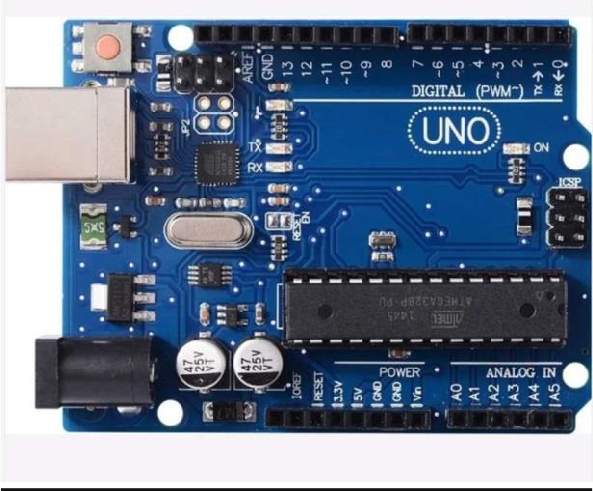 AREF
GND
13
12
~11
~10
~9
8
7
~6
~5
4
~3
2
TX→1
RX←0
DIGITAL (PWM~)
JP2
L
TX
RX
UNO
ON
ICSP
RESET
EN
ATMEL
1445
ATMEGA328P-PU
47
25V
VT
47
25V
VT
M7
POWER
ANALOG IN
IOREF
RESET
3.3V
5V
GND
GND
Vin
A0
A1
A2
A3
A4
A5